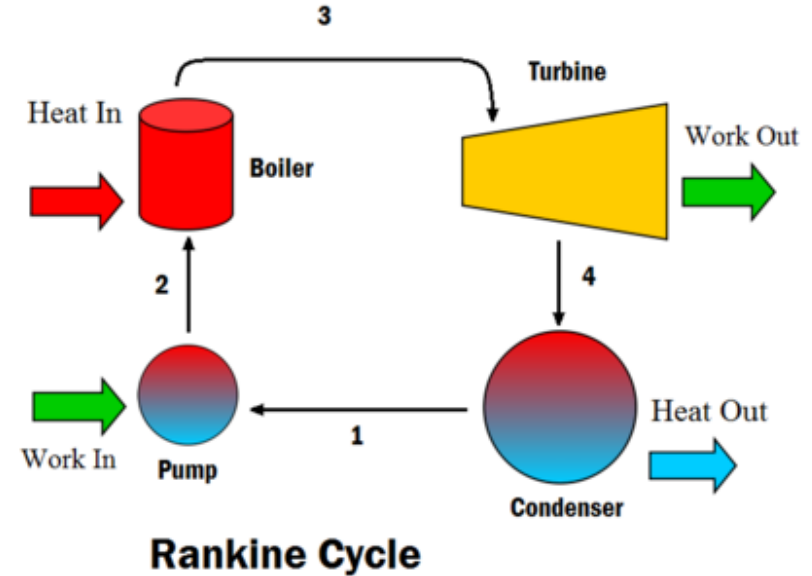 3
Turbine
Heat In
Work Out
Boiler
2
4
Heat Out
1
Work In
Pump
Condenser
Rankine Cycle